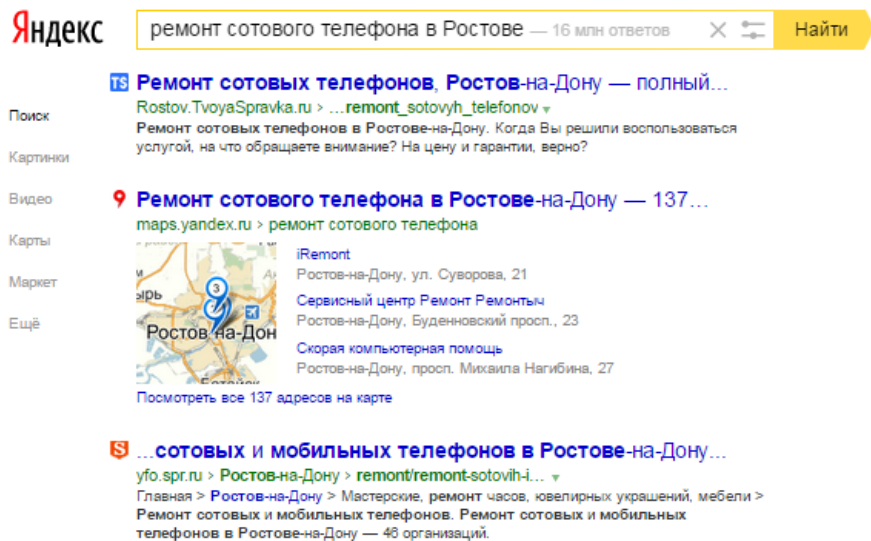 Яндекс
ремонт сотового телефона в Ростове — 16 млн ответов
Найти
Поиск
Картинки
Видео
Карты
Маркет
Ещё
Ремонт сотовых телефонов, Ростов-на-Дону — полный...
Rostov.TvoyaSpravka.ru › ...remont_sotovyh_telefonov
Ремонт сотовых телефонов в Ростове-на-Дону. Когда Вы решили воспользоваться
услугой, на что обращаете внимание? На цену и гарантии, верно?
Ремонт сотового телефона в Ростове-на-Дону — 137...
maps.yandex.ru › ремонт сотового телефона
3
Ростов-на-Дон
iRemont
Ростов-на-Дону, ул. Суворова, 21
Сервисный центр Ремонт Ремонтыч
Ростов-на-Дону, Буденновский просп., 23
Скорая компьютерная помощь
Ростов-на-Дону, просп. Михаила Нагибина, 27
Посмотреть все 137 адресов на карте
...сотовых и мобильных телефонов в Ростове-на-Дону...
yfo.spr.ru › Ростов-на-Дону › remont/remont-sotovih-i...
Главная > Ростов-на-Дону > Мастерские, ремонт часов, ювелирных украшений, мебели >
Ремонт сотовых и мобильных телефонов. Ремонт сотовых и мобильных
телефонов в Ростове-на-Дону — 46 организаций.